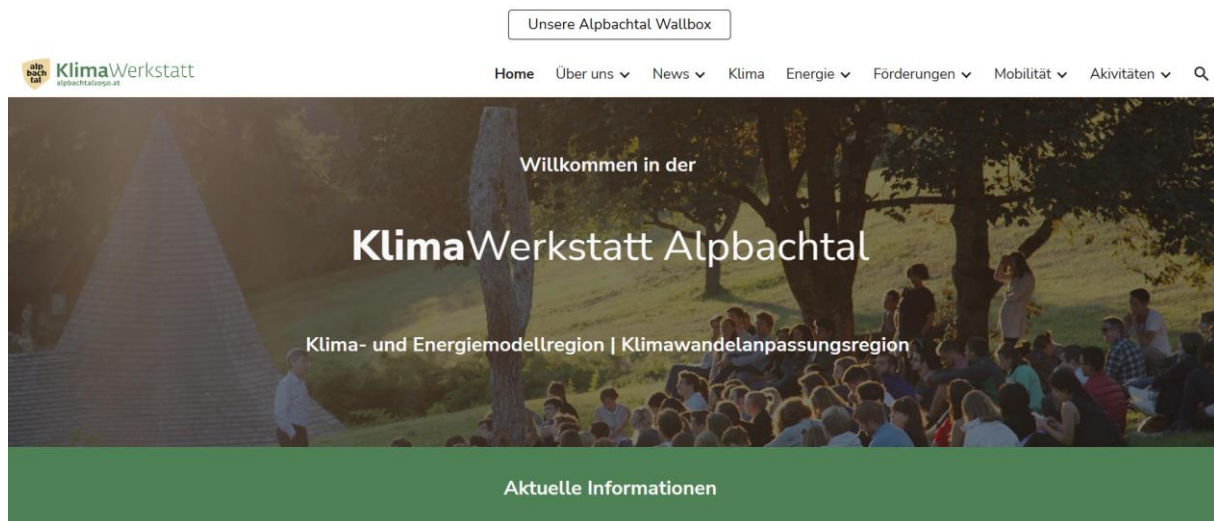 Unsere Alpbachtal Wallbox
alp
bach
tal
KlimaWerkstatt
alpbachtal2050.at
Home Über uns News Klima Energie Förderungen Mobilität Akivitäten
Willkommen in der
KlimaWerkstatt Alpbachtal
Klima- und Energiemodellregion | Klimawandelanpassungsregion
Aktuelle Informationen